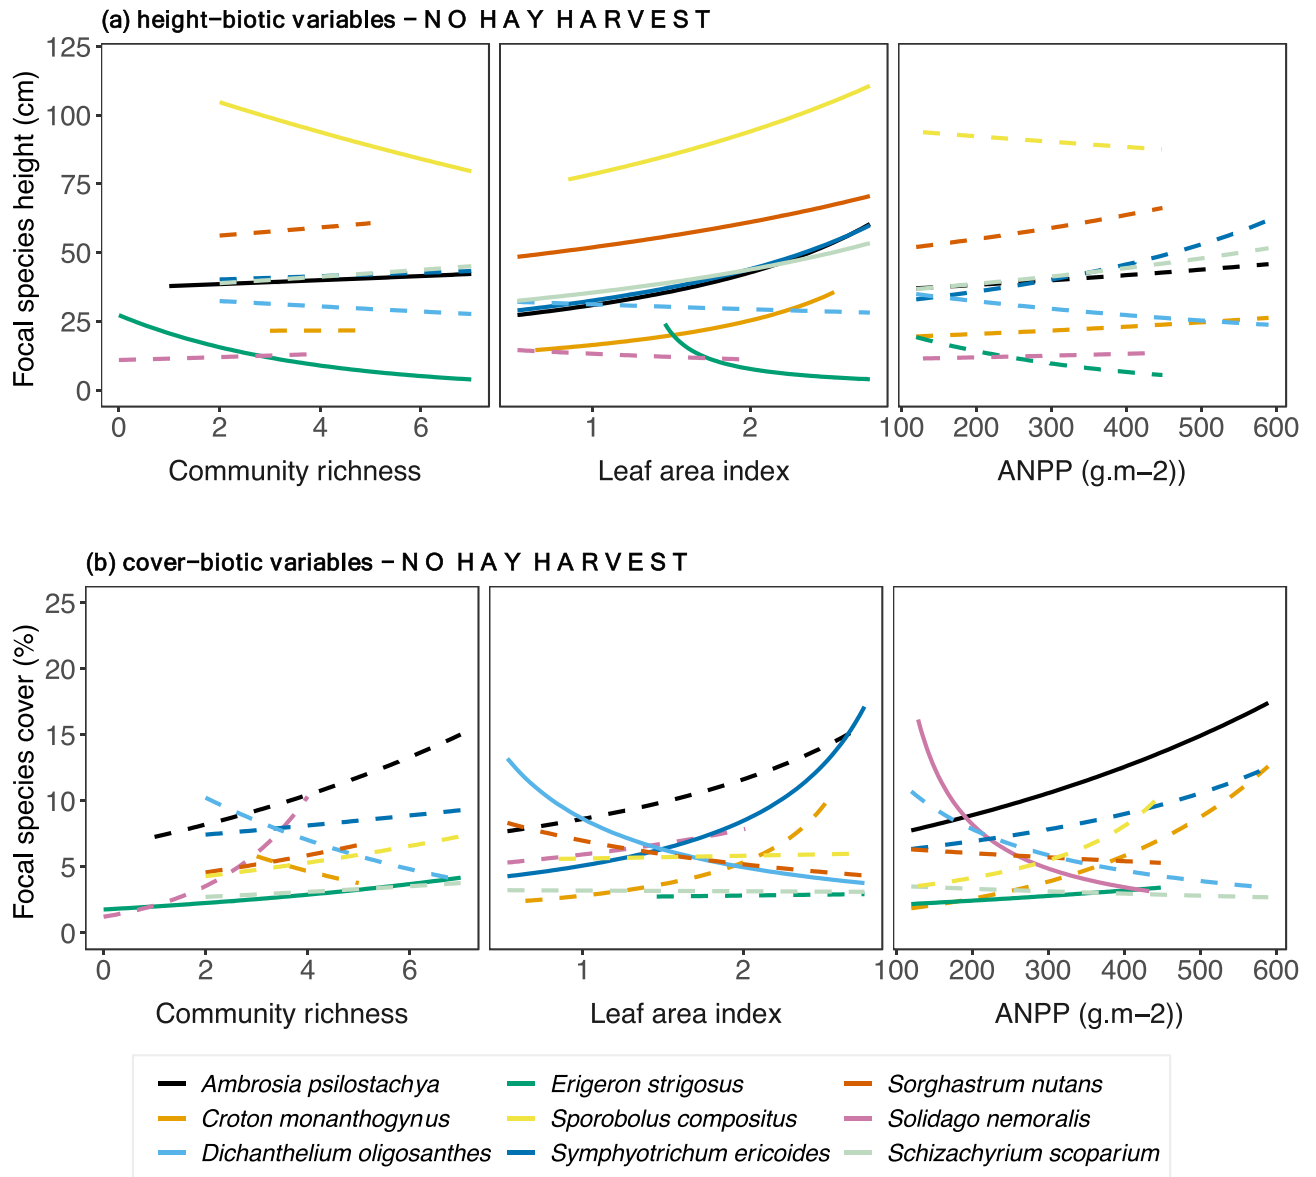 (a) height−biotic variables − N O H A Y H A R V E S T
Focal species height (cm)
125
100
75
50
25
0
0 2 4 6
1 2
100 200 300 400 500 600
Community richness
Leaf area index
ANPP (g.m−2))
(b) cover−biotic variables − N O H A Y H A R V E S T
Focal species cover (%)
25
20
15
10
5
0
0 2 4 6
1 2
100 200 300 400 500 600
Community richness
Leaf area index
ANPP (g.m−2))
Ambrosia psilostachya
Erigeron strigosus
Sorghastrum nutans
Croton monanthogynus
Sporobolus compositus
Solidago nemoralis
Dichanthelium oligosanthes
Symphyotrichum ericoides
Schizachyrium scoparium